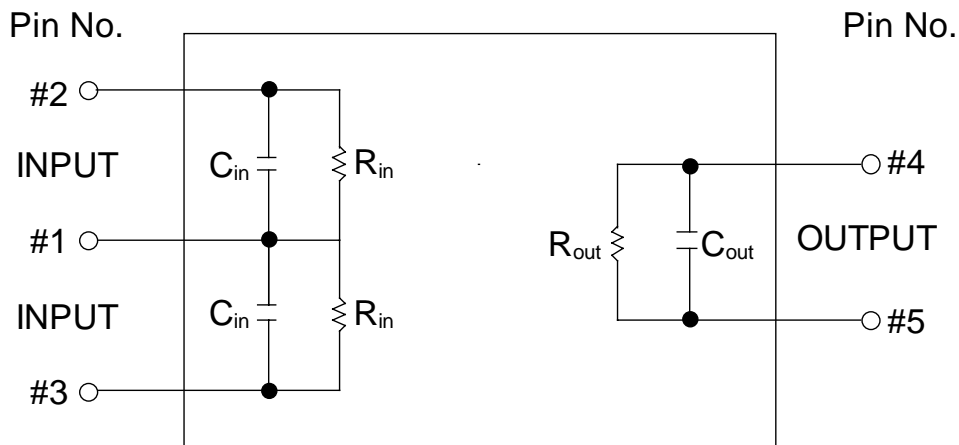 Pin No.
Pin No.
#2
INPUT
Cin
Rin
#4
#1
Rout
Cout
OUTPUT
INPUT
Cin
Rin
#5
#3